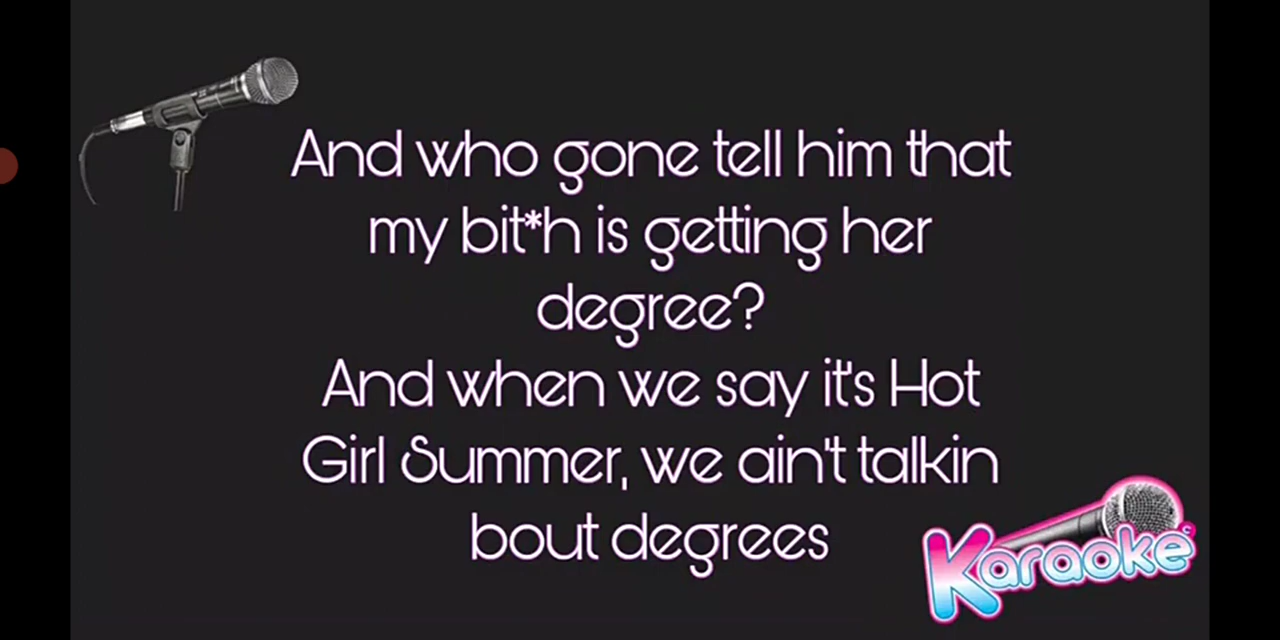 And who gone tell him that
my bit*h is getting her
degree?
And when we say it's Hot
Girl Summer, we ain't talkin
bout degrees
Karaoke